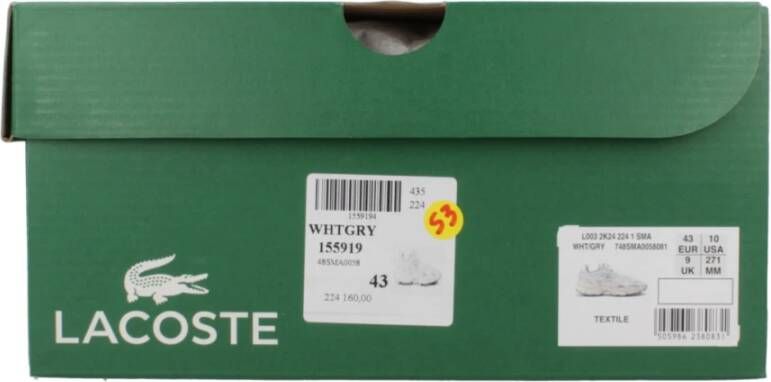 LACOSTE
435
224
1559194
WHTGRY
155919
48SMA0058
43
224 160,00
53
L003 2K24 224 1 SMA
WHT/GRY 748SMA0058081
43 EUR 10 USA
9 UK 271 MM
TEXTILE
5059862380831